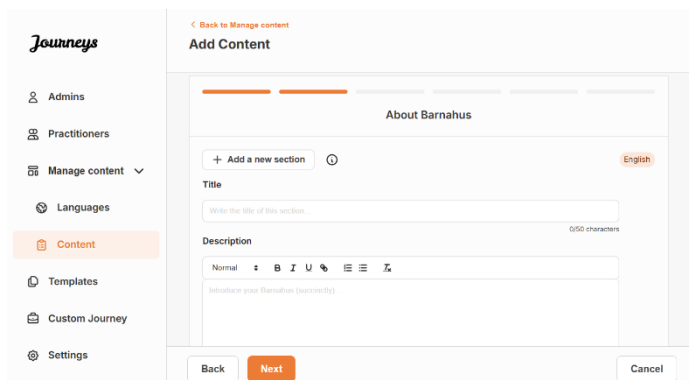 Journeys
Admins
Practitioners
Manage content
Languages
Content
Templates
Custom Journey
Settings
Back to Manage content
Add Content
About Barnahus
Add a new section
English
Title
Write the title of this section...
0/50 characters
Description
Normal B I U
Introduce your Barnahus (succinctly)...
Back Next Cancel